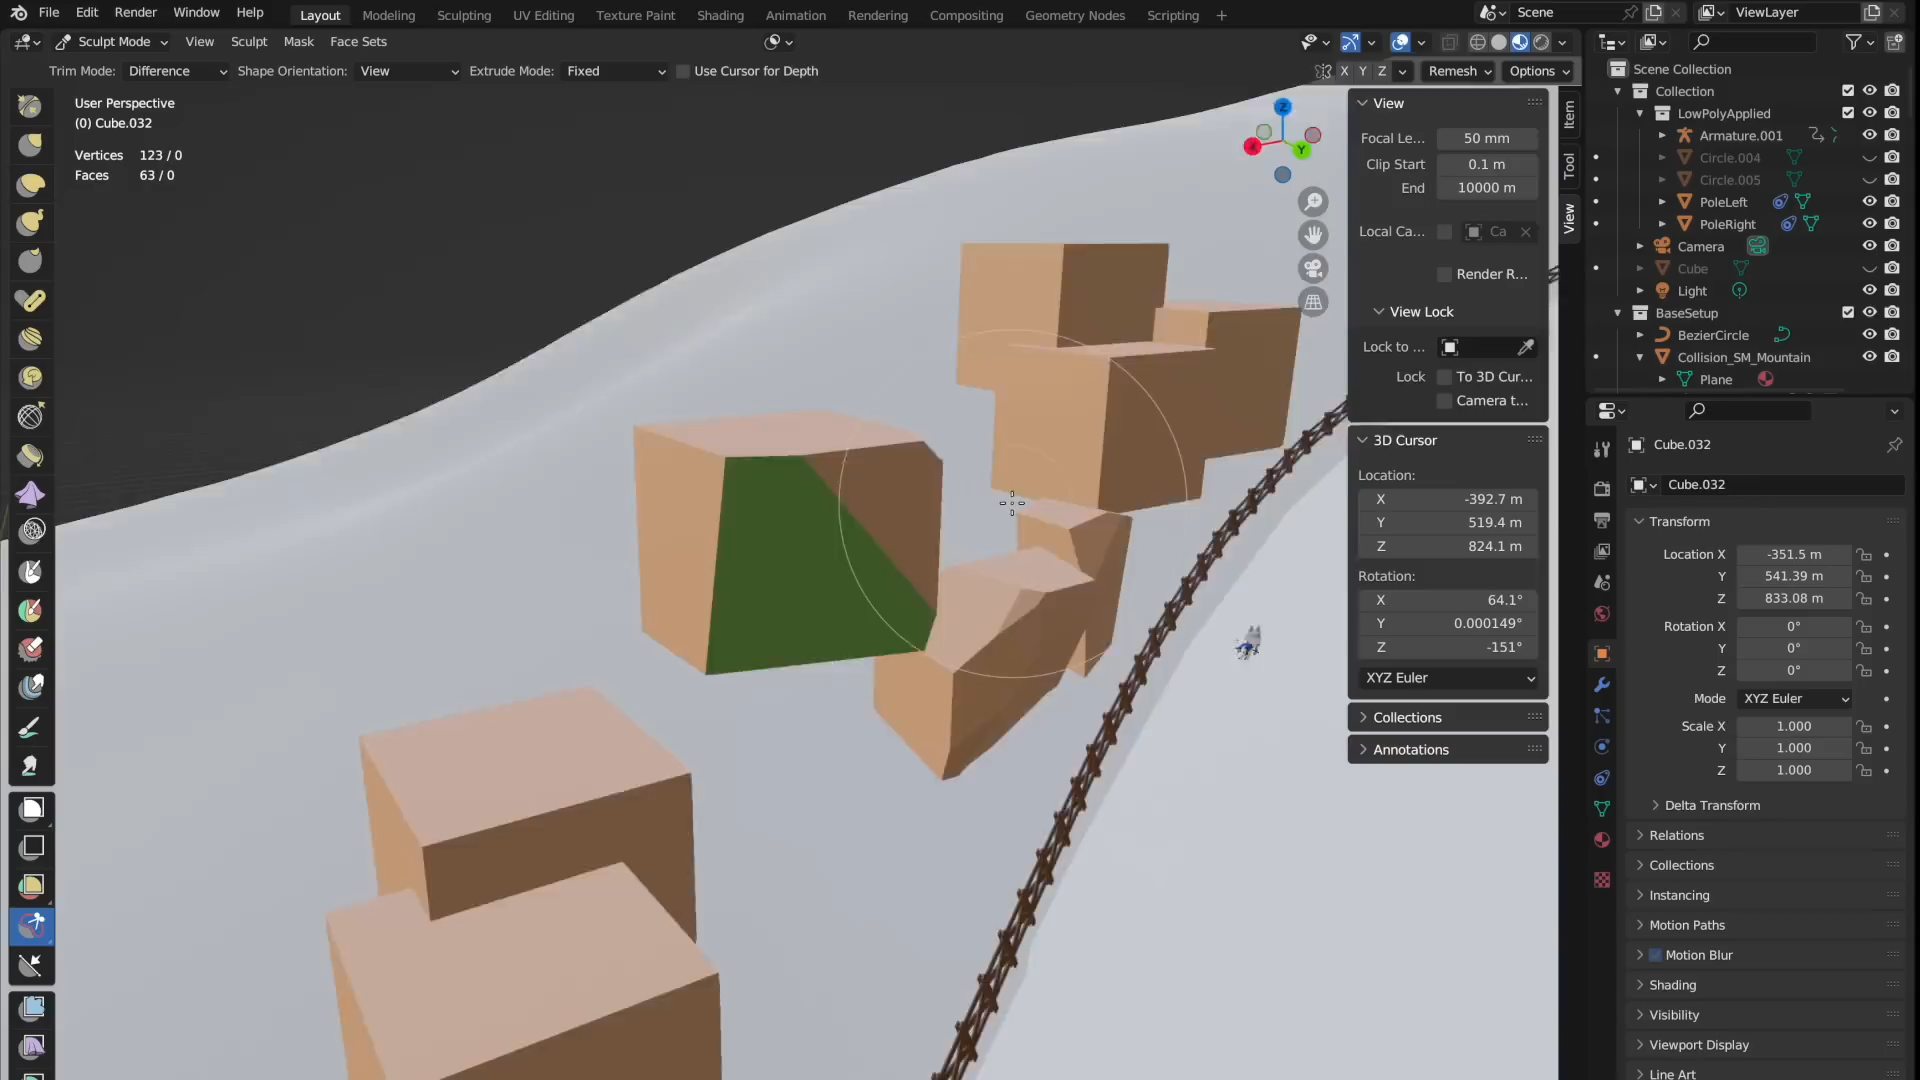 File Edit Render Window Help Layout Modeling Sculpting UV Editing Texture Paint Shading Animation Rendering Compositing Geometry Nodes Scripting + Scene ViewLayer
Sculpt Mode View Sculpt Mask Face Sets
Trim Mode: Difference Shape Orientation: View Extrude Mode: Fixed Use Cursor for Depth X Y Z Remesh Options
User Perspective
(0) Cube.032
Vertices 123 / 0
Faces 63 / 0
Z
X
Y
View
Focal Le... 50 mm
Clip Start 0.1 m
End 10000 m
Local Ca... Ca
Render R...
View Lock
Lock to ...
Lock To 3D Cur...
Camera t...
3D Cursor
Location:
X -392.7 m
Y 519.4 m
Z 824.1 m
Rotation:
X 64.1°
Y 0.000149°
Z -151°
XYZ Euler
Collections
Annotations
Item
Tool
View
Scene Collection
Collection
LowPolyApplied
Armature.001
Circle.004
Circle.005
PoleLeft
PoleRight
Camera
Cube
Light
BaseSetup
BezierCircle
Collision_SM_Mountain
Plane
Cube.032
Cube.032
Transform
Location X -351.5 m
Y 541.39 m
Z 833.08 m
Rotation X 0°
Y 0°
Z 0°
Mode XYZ Euler
Scale X 1.000
Y 1.000
Z 1.000
Delta Transform
Relations
Collections
Instancing
Motion Paths
Motion Blur
Shading
Visibility
Viewport Display
Line Art